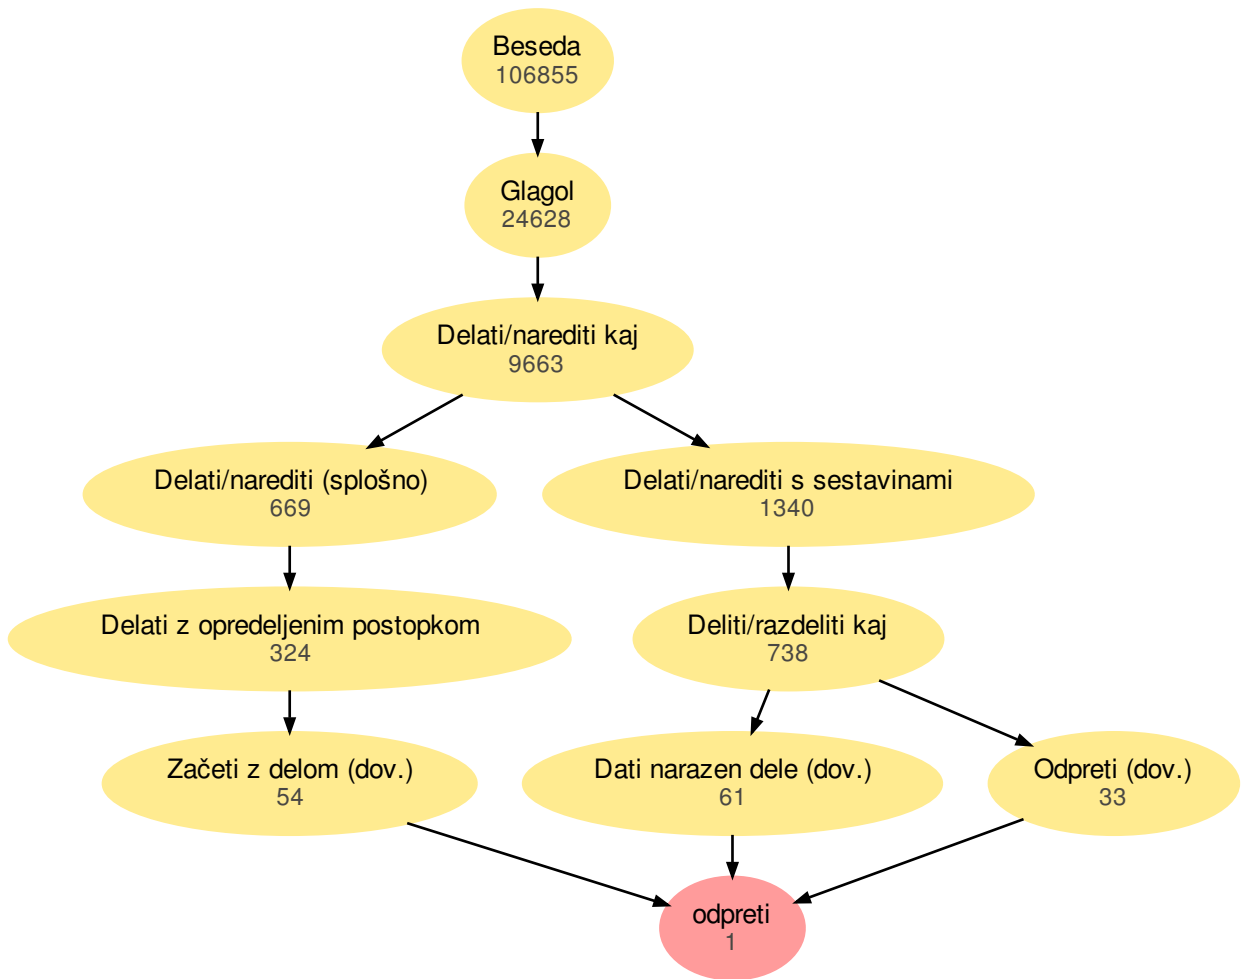 Beseda
106855
Glagol
24628
Delati/narediti kaj
9663
Delati/narediti (splošno)
669
Delati/narediti s sestavinami
1340
Delati z opredeljenim postopkom
324
Deliti/razdeliti kaj
738
Začeti z delom (dov.)
54
Dati narazen dele (dov.)
61
Odpreti (dov.)
33
odpreti
1